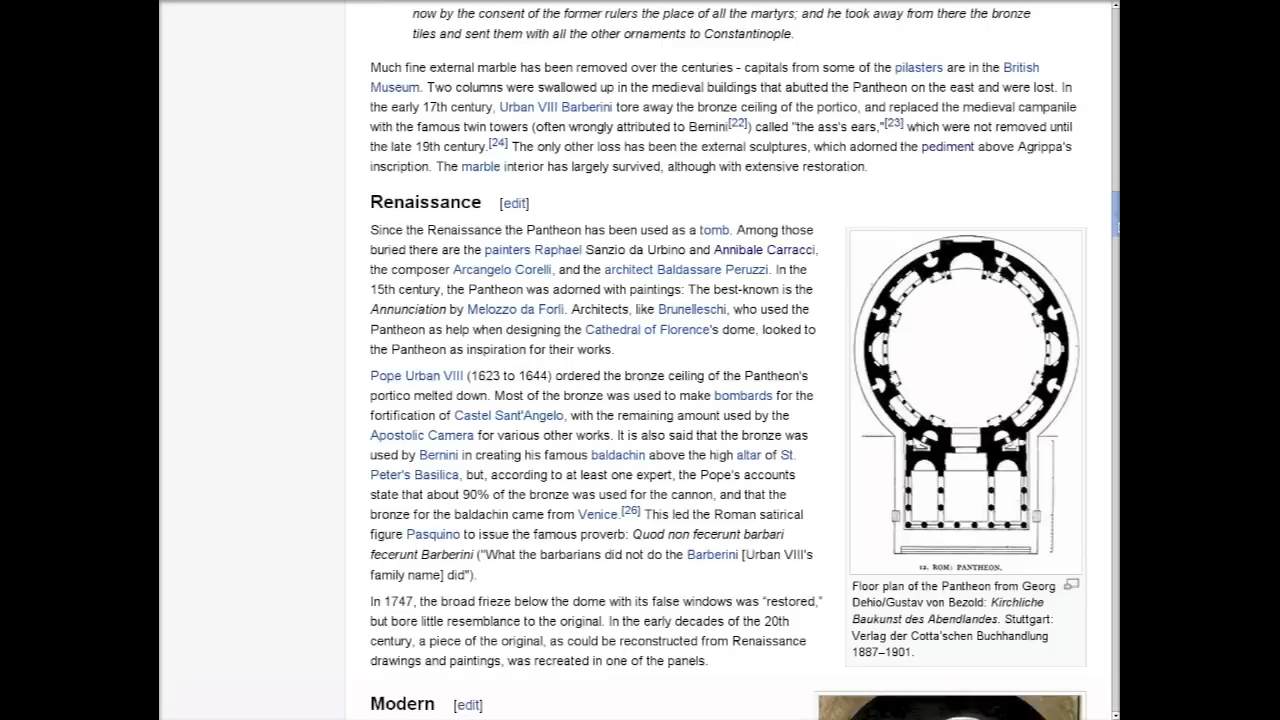 now by the consent of the former rulers the place of all the martyrs; and he took away from there the bronze
tiles and sent them with all the other ornaments to Constantinople.
Much fine external marble has been removed over the centuries - capitals from some of the pilasters are in the British
Museum. Two columns were swallowed up in the medieval buildings that abutted the Pantheon on the east and were lost. In
the early 17th century, Urban VIII Barberini tore away the bronze ceiling of the portico, and replaced the medieval campanile
with the famous twin towers (often wrongly attributed to Bernini[22]) called "the ass's ears,"[23] which were not removed until
the late 19th century.[24] The only other loss has been the external sculptures, which adorned the pediment above Agrippa's
inscription. The marble interior has largely survived, although with extensive restoration.
Renaissance [edit]
Since the Renaissance the Pantheon has been used as a tomb. Among those
buried there are the painters Raphael Sanzio da Urbino and Annibale Carracci,
the composer Arcangelo Corelli, and the architect Baldassare Peruzzi. In the
15th century, the Pantheon was adorned with paintings: The best-known is the
Annunciation by Melozzo da Forlì. Architects, like Brunelleschi, who used the
Pantheon as help when designing the Cathedral of Florence's dome, looked to
the Pantheon as inspiration for their works.
Pope Urban VIII (1623 to 1644) ordered the bronze ceiling of the Pantheon's
portico melted down. Most of the bronze was used to make bombards for the
fortification of Castel Sant'Angelo, with the remaining amount used by the
Apostolic Camera for various other works. It is also said that the bronze was
used by Bernini in creating his famous baldachin above the high altar of St.
Peter's Basilica, but, according to at least one expert, the Pope's accounts
state that about 90% of the bronze was used for the cannon, and that the
bronze for the baldachin came from Venice.[26] This led the Roman satirical
figure Pasquino to issue the famous proverb: Quod non fecerunt barbari
fecerunt Barberini ("What the barbarians did not do the Barberini [Urban VIII's
family name] did").
In 1747, the broad frieze below the dome with its false windows was "restored,"
but bore little resemblance to the original. In the early decades of the 20th
century, a piece of the original, as could be reconstructed from Renaissance
drawings and paintings, was recreated in one of the panels.
12. ROM: PANTHEON.
Floor plan of the Pantheon from Georg
Dehio/Gustav von Bezold: Kirchliche
Baukunst des Abendlandes. Stuttgart:
Verlag der Cotta'schen Buchhandlung
1887–1901.
Modern [edit]